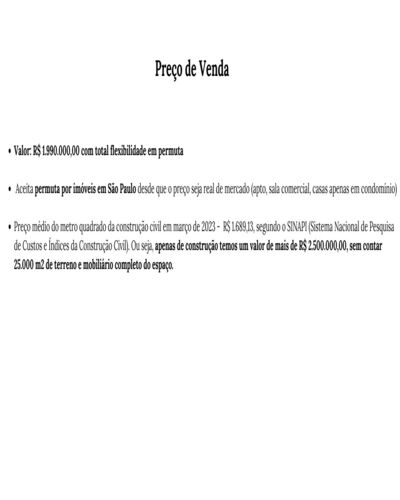 Preço de Venda
• Valor: R$ 1.990.000,00 com total flexibilidade em permuta
• Aceita permuta por imóveis em São Paulo desde que o preço seja real de mercado (apto, sala comercial, casas apenas em condomínio)
• Preço médio do metro quadrado da construção civil em março de 2023 - R$ 1.689,13, segundo o SINAPI (Sistema Nacional de Pesquisa
de Custos e Índices da Construção Civil). Ou seja, apenas de construção temos um valor de mais de R$ 2.500.000,00, sem contar
25.000 m2 de terreno e mobiliário completo do espaço.